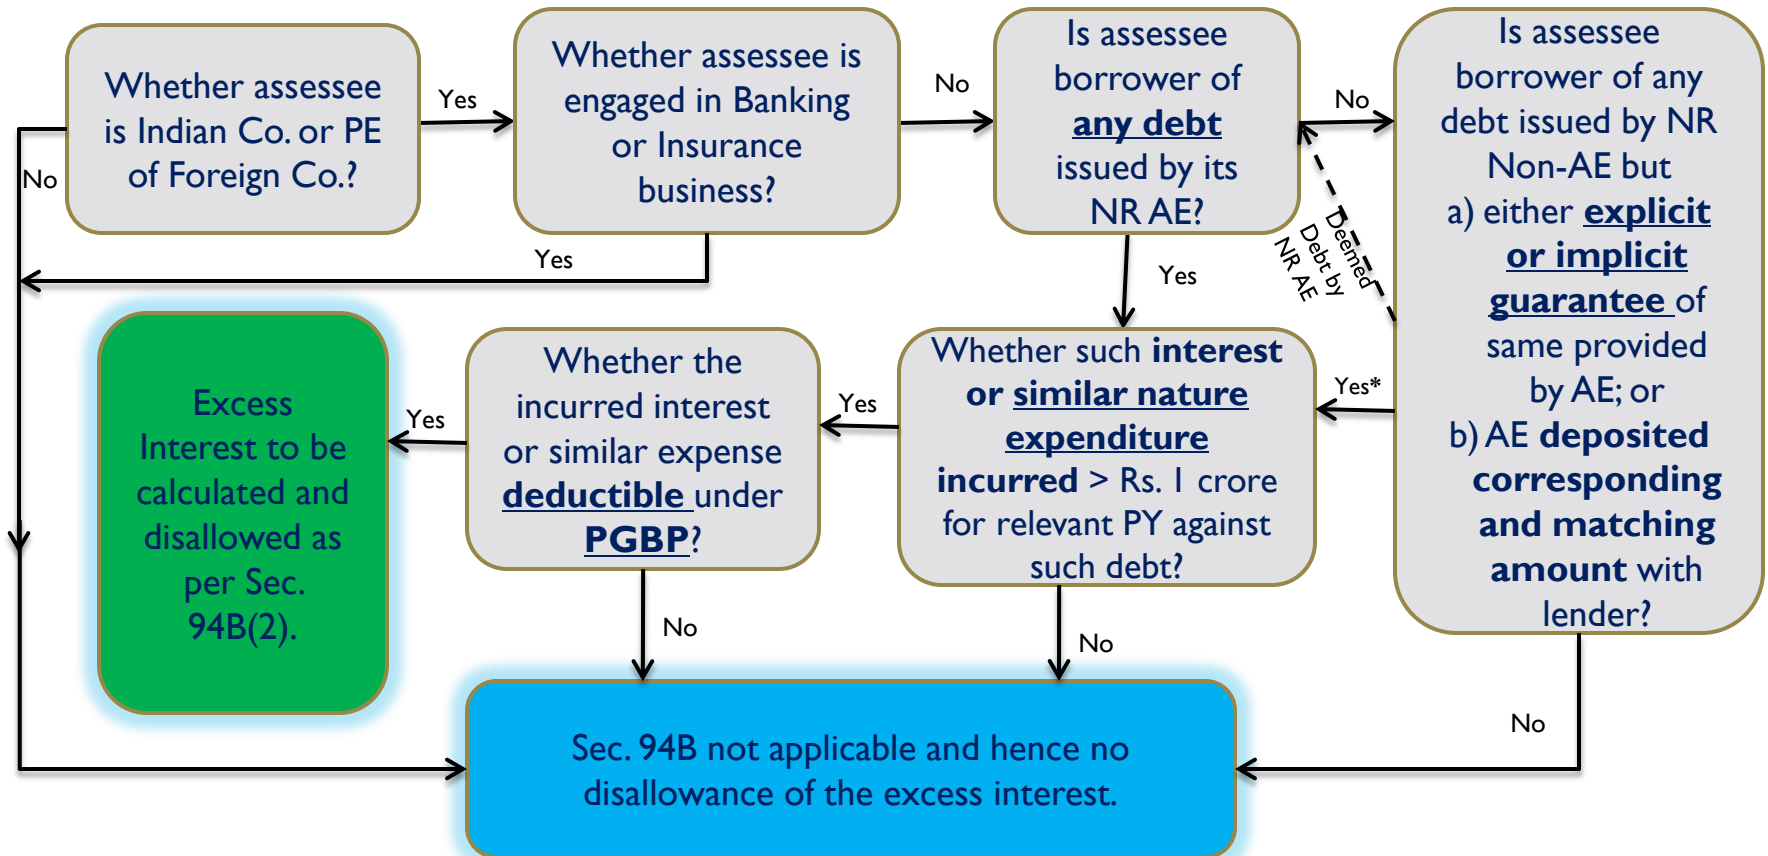 Whether assessee
is Indian Co. or PE
of Foreign Co.?
Yes
No
Whether assessee is
engaged in Banking
or Insurance
business?
No
Yes
Is assessee
borrower of
any debt
issued by its
NR AE?
No
Yes
Deemed
Debt by
NR AE
Is assessee
borrower of any
debt issued by NR
Non-AE but
a) either explicit
or implicit
guarantee of
same provided
by AE; or
b) AE deposited
corresponding
and matching
amount with
lender?
Yes*
No
Whether such interest
or similar nature
expenditure
incurred > Rs. 1 crore
for relevant PY against
such debt?
Yes
No
Whether the
incurred interest
or similar expense
deductible under
PGBP?
Yes
No
Excess
Interest to be
calculated and
disallowed as
per Sec.
94B(2).
Sec. 94B not applicable and hence no
disallowance of the excess interest.